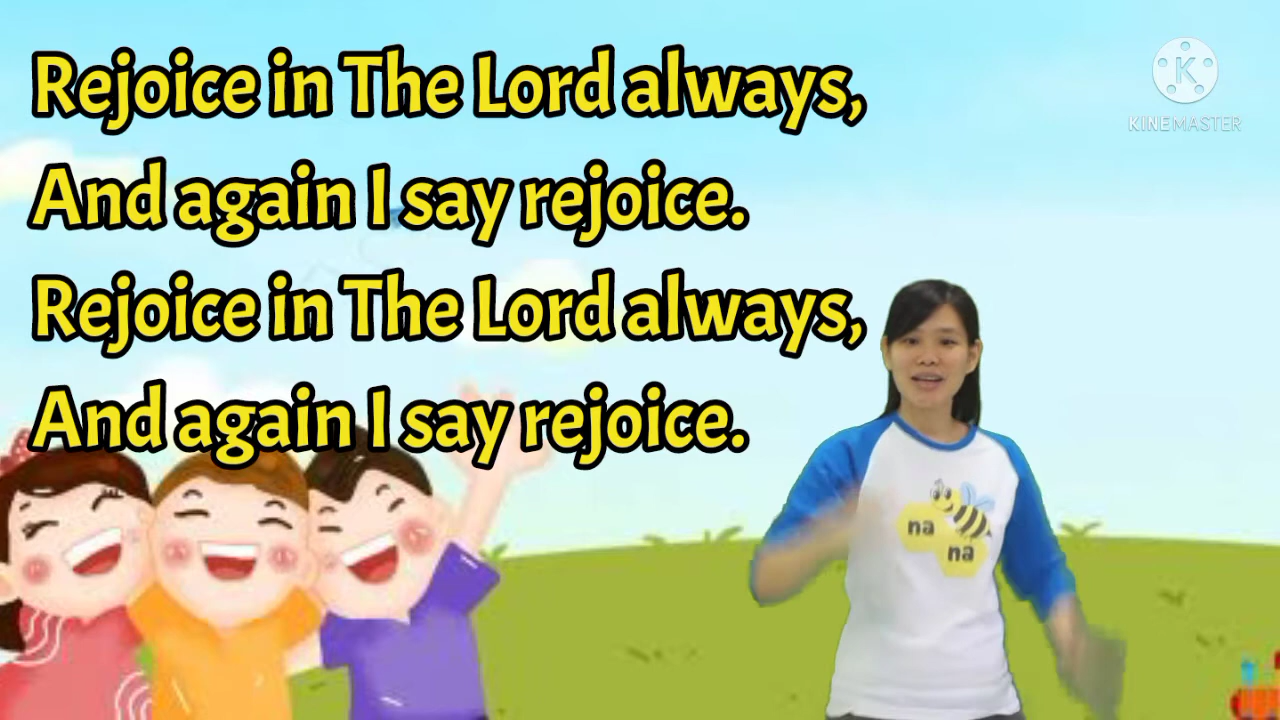 Rejoice in The Lord always,
And again I say rejoice.
Rejoice in The Lord always,
And again I say rejoice.
K
KINEMASTER
na
na